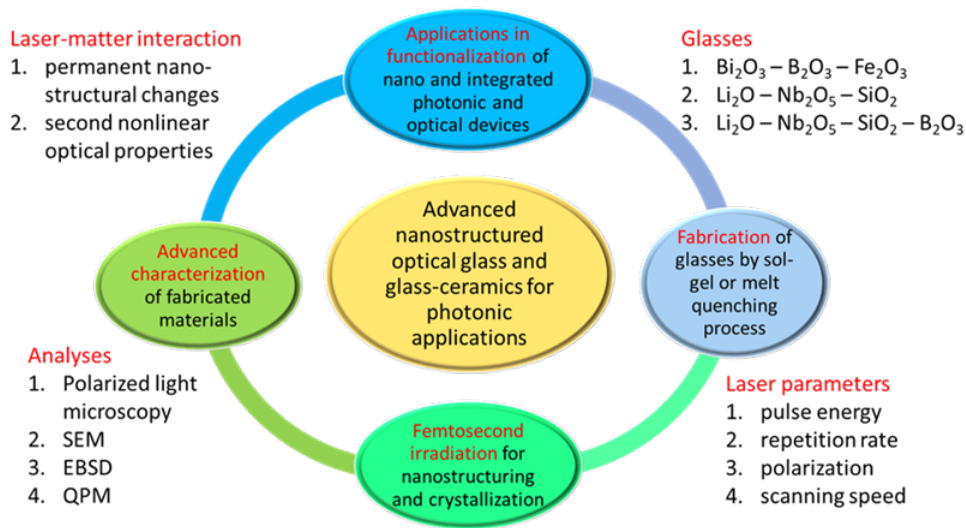 Laser-matter interaction
1. permanent nano-
structural changes
2. second nonlinear
optical properties
Applications in
functionalization of
nano and integrated
photonic and
optical devices
Glasses
1. Bi₂O₃ – B₂O₃ – Fe₂O₃
2. Li₂O – Nb₂O₅ – SiO₂
3. Li₂O – Nb₂O₅ – SiO₂ – B₂O₃
Advanced
characterization
of fabricated
materials
Advanced
nanostructured
optical glass and
glass-ceramics for
photonic
applications
Fabrication of
glasses by sol-
gel or melt
quenching
process
Analyses
1. Polarized light
microscopy
2. SEM
3. EBSD
4. QPM
Femtosecond
irradiation for
nanostructuring
and crystallization
Laser parameters
1. pulse energy
2. repetition rate
3. polarization
4. scanning speed